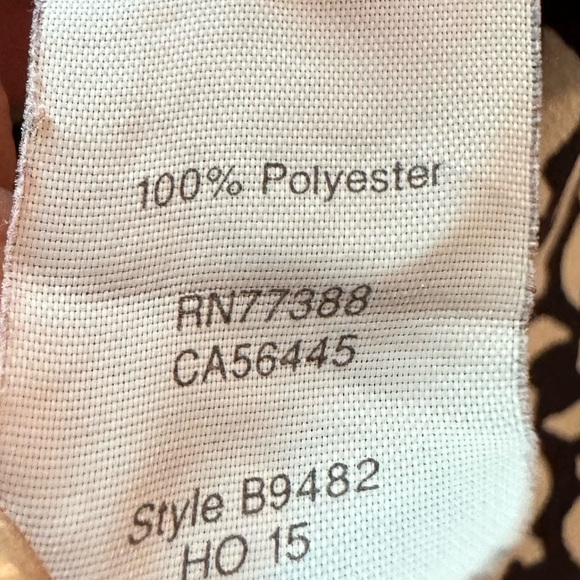 100% Polyester
RN77388
CA56445
Style B9482
HO 15